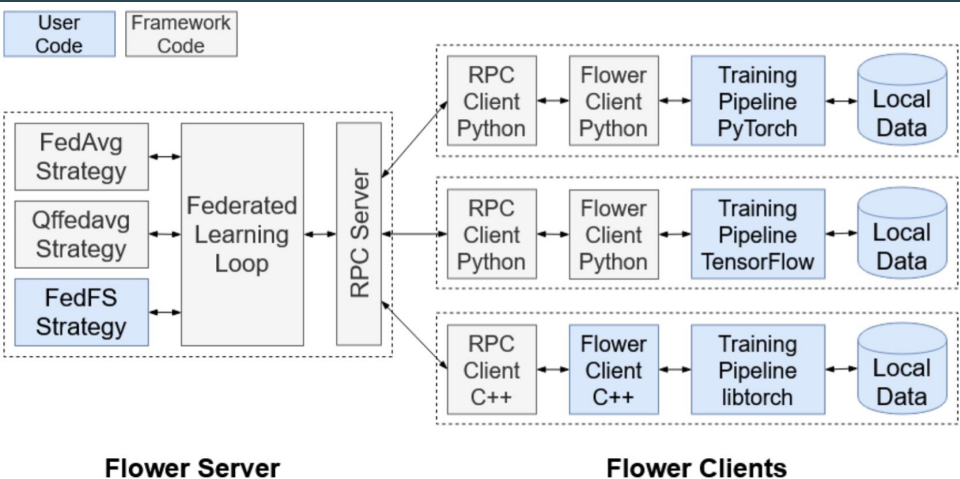 User
Code
Framework
Code
FedAvg
Strategy
Qffedavg
Strategy
FedFS
Strategy
Federated
Learning
Loop
RPC Server
RPC
Client
Python
Flower
Client
Python
Training
Pipeline
PyTorch
Local
Data
RPC
Client
Python
Flower
Client
Python
Training
Pipeline
TensorFlow
Local
Data
RPC
Client
C++
Flower
Client
C++
Training
Pipeline
libtorch
Local
Data
Flower Server
Flower Clients